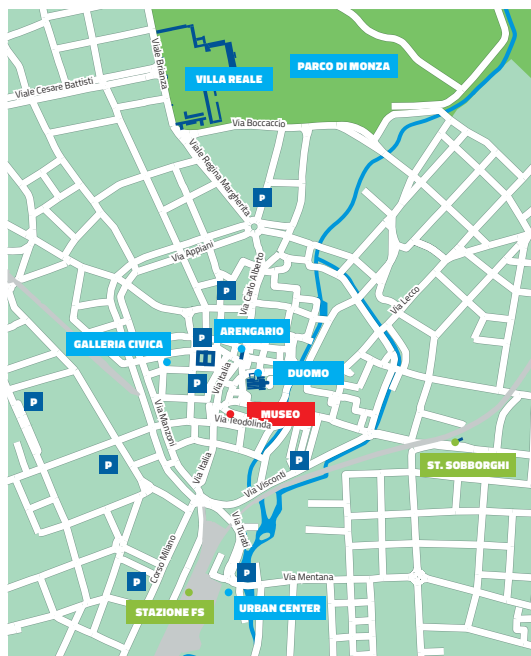 PARCO DI MONZA
VILLA REALE
Viale Brianza
Viale Cesare Battisti
Via Boccaccio
Viale Regina Margherita
P
Via Appiani
Via Carlo Alberto
P
Via Lecco
ARENGARIO
P
GALLERIA CIVICA
Via Italia
DUOMO
P
P
MUSEO
Via Teodolinda
Via Manzoni
P
P
ST. SOBBORGHI
Via Italia
Via Visconti
Via Turati
Corso Milano
P
P
Via Mentana
STAZIONE FS
URBAN CENTER